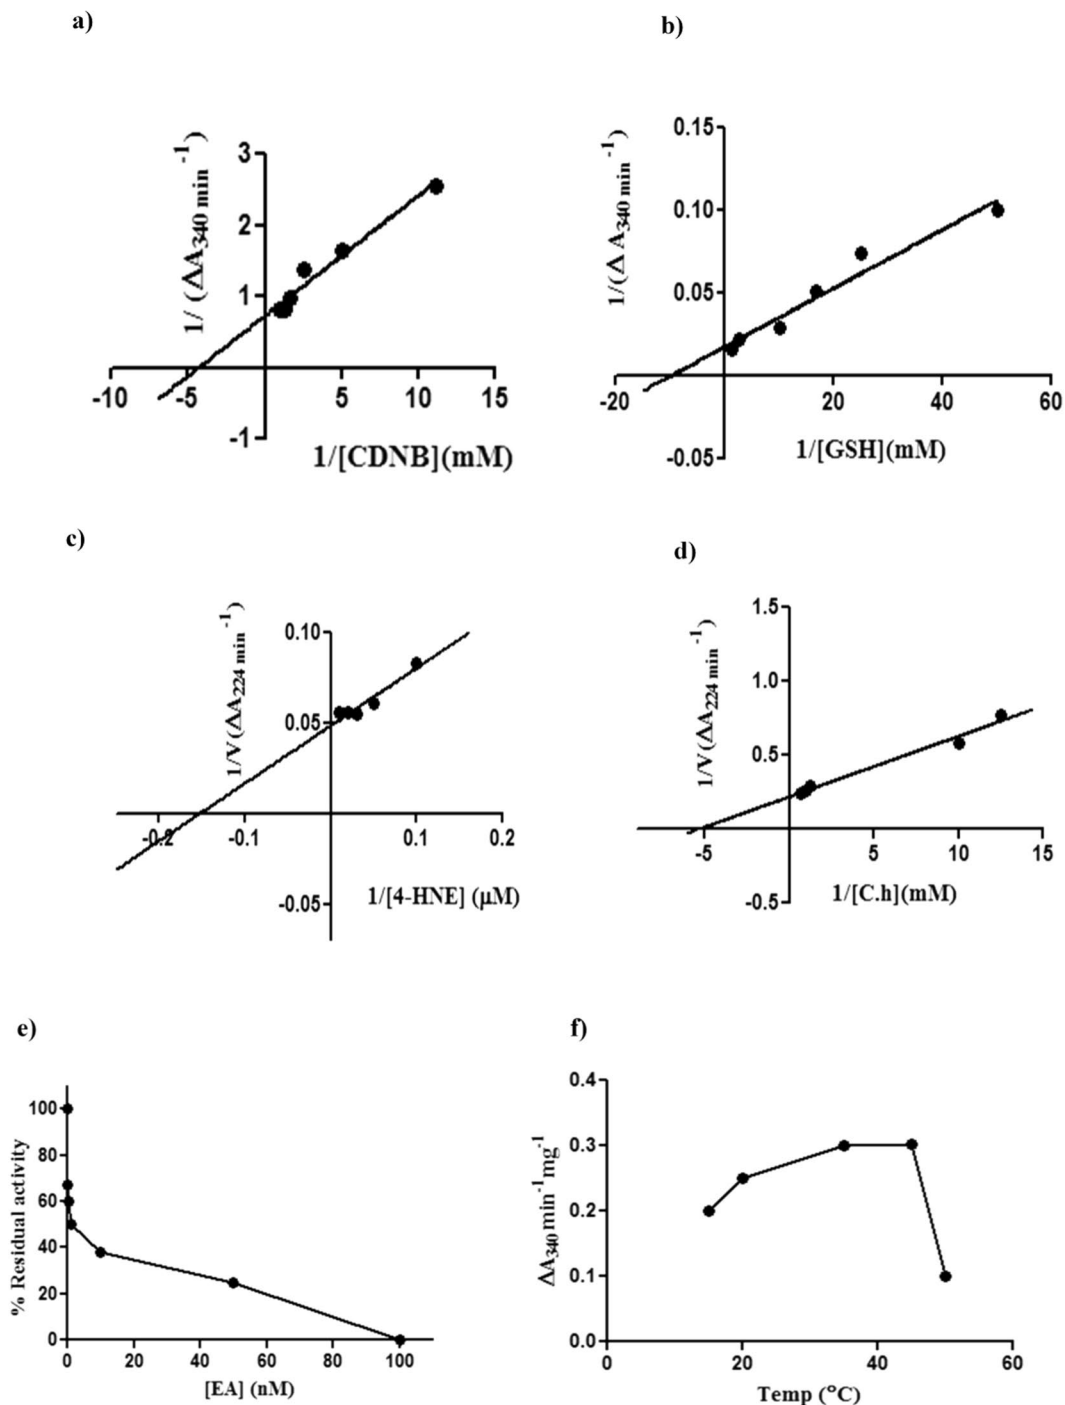 a)
b)
1/ (ΔA340 min -1)
3
2
1
-1
-10
-5
5
10
15
1/[CDNB](mM)
1/(Δ A340 min -1)
0.15
0.10
0.05
-0.05
-20
20
40
60
1/[GSH](mM)
c)
d)
1/V(ΔA224 min -1)
0.10
0.05
-0.05
-0.2
-0.1
0.1
0.2
1/[4-HNE] (µM)
1/V(ΔA224 min -1)
1.5
1.0
0.5
-0.5
-5
5
10
15
1/[C.h](mM)
e)
f)
% Residual activity
100
80
60
40
20
0
0
20
40
60
80
100
[EA] (nM)
ΔA340 min-1mg-1
0.4
0.3
0.2
0.1
0.0
0
20
40
60
Temp (°C)